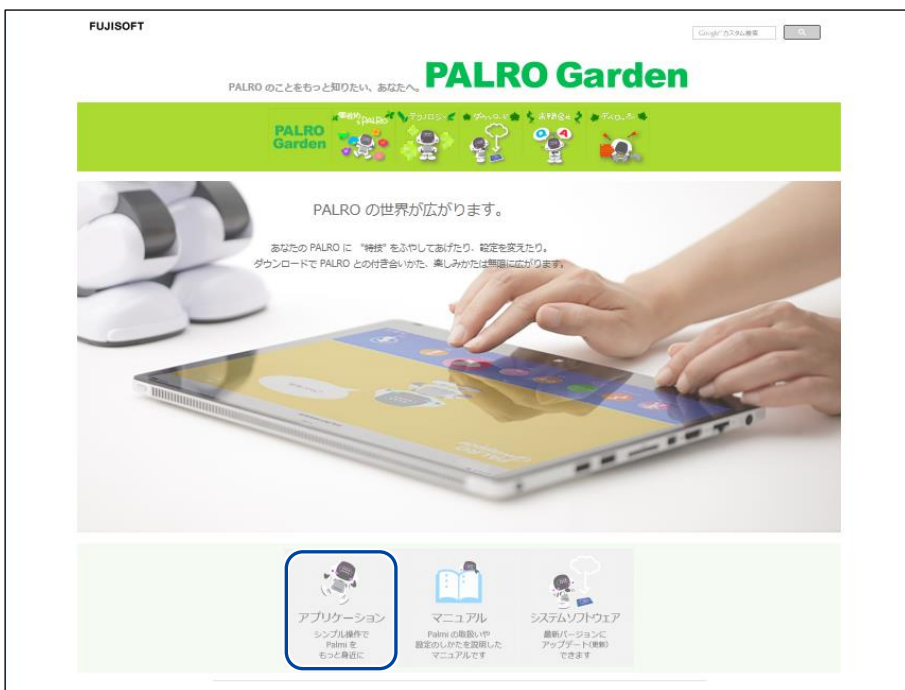 FUJISOFT
Google カスタム検索
PALRO のことをもっと知りたい、あなたへ。 PALRO Garden
PALRO
Garden
PALRO の世界が広がります。
あなたの PALRO に “特技” をふやしてあげたり、設定を変えたり。
ダウンロードで PALRO との付き合いかた、楽しみかたは無限に広がります。
アプリケーション
シンプル操作で
Palmi を
もっと身近に
マニュアル
Palmi の取扱いや
設定のしかたを説明した
マニュアルです
システムソフトウェア
最新バージョンに
アップデート(更新)
できます